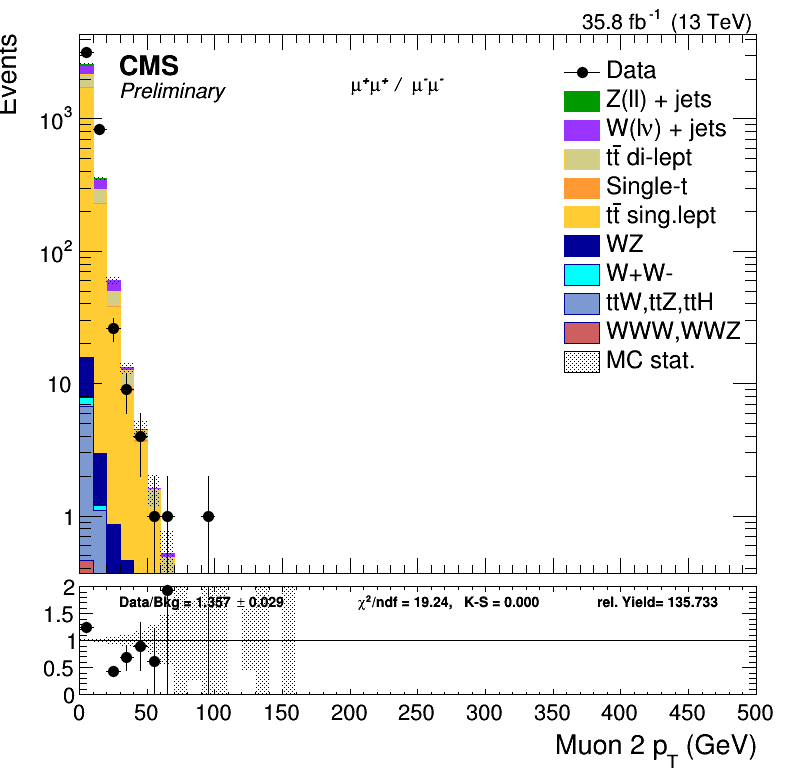 35.8 fb⁻¹ (13 TeV)
Events
CMS
Preliminary
μ⁺μ⁺ / μ⁻μ⁻
Data
Z(ll) + jets
W(lν) + jets
tt̄ di-lept
Single-t
tt̄ sing.lept
WZ
W+W-
ttW,ttZ,ttH
WWW,WWZ
MC stat.
10³
10²
10
1
Data/Bkg = 1.357 ± 0.029
χ²/ndf = 19.24, K-S = 0.000
rel. Yield= 135.733
2
1.5
1
0.5
0
0 50 100 150 200 250 300 350 400 450 500
Muon 2 p_T (GeV)